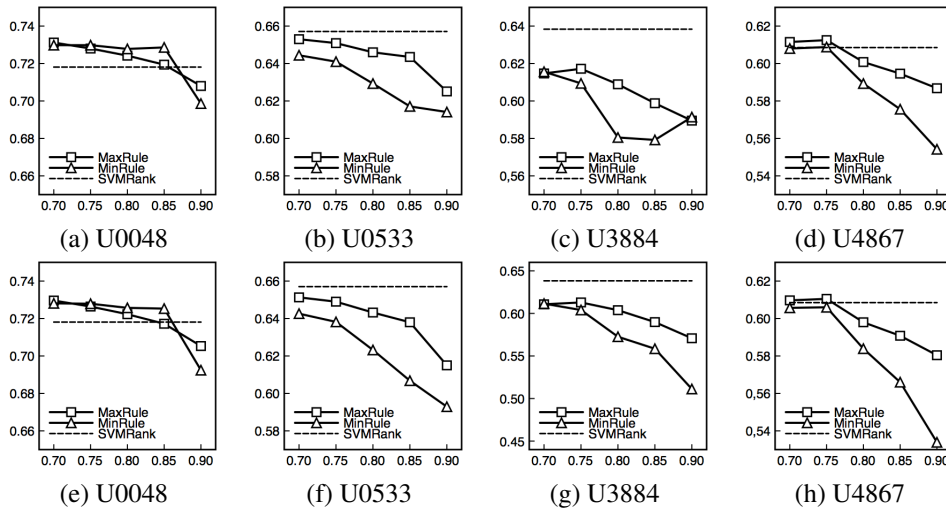 0.74
0.72
0.70
0.68
0.66
MaxRule
MinRule
SVMRank
0.70 0.75 0.80 0.85 0.90
(a) U0048
0.66
0.64
0.62
0.60
0.58
MaxRule
MinRule
SVMRank
0.70 0.75 0.80 0.85 0.90
(b) U0533
0.64
0.62
0.60
0.58
0,56
MaxRule
MinRule
SVMRank
0.70 0.75 0.80 0.85 0.90
(c) U3884
0.62
0.60
0.58
0,56
0,54
MaxRule
MinRule
SVMRank
0.70 0.75 0.80 0.85 0.90
(d) U4867
0.74
0.72
0.70
0.68
0.66
MaxRule
MinRule
SVMRank
0.70 0.75 0.80 0.85 0.90
(e) U0048
0.66
0.64
0.62
0.60
0.58
MaxRule
MinRule
SVMRank
0.70 0.75 0.80 0.85 0.90
(f) U0533
0.65
0.60
0.55
0.50
0.45
MaxRule
MinRule
SVMRank
0.70 0.75 0.80 0.85 0.90
(g) U3884
0.62
0.60
0.58
0.56
0.54
MaxRule
MinRule
SVMRank
0.70 0.75 0.80 0.85 0.90
(h) U4867